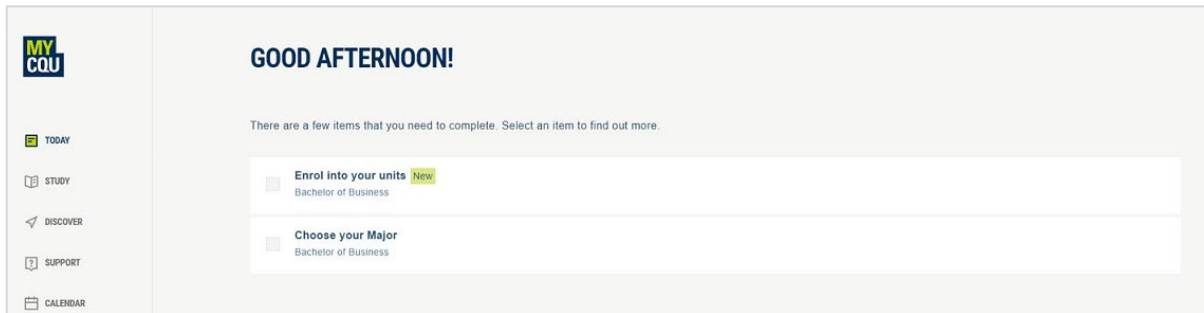 MY
CQU
GOOD AFTERNOON!
There are a few items that you need to complete. Select an item to find out more.
TODAY
STUDY
DISCOVER
SUPPORT
CALENDAR
Enrol into your units New
Bachelor of Business
Choose your Major
Bachelor of Business